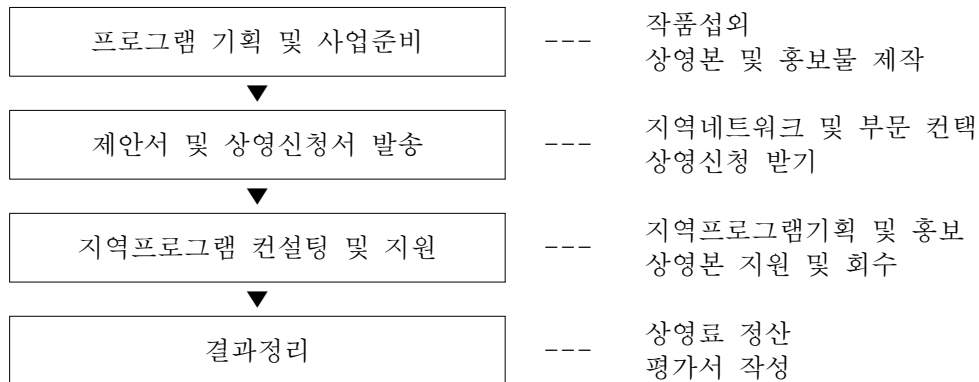 프로그램 기획 및 사업준비 --- 작품섭외
상영본 및 홍보물 제작
▼
제안서 및 상영신청서 발송 --- 지역네트워크 및 부문 컨택
상영신청 받기
▼
지역프로그램 컨설팅 및 지원 --- 지역프로그램기획 및 홍보
상영본 지원 및 회수
▼
결과정리 --- 상영료 정산
평가서 작성